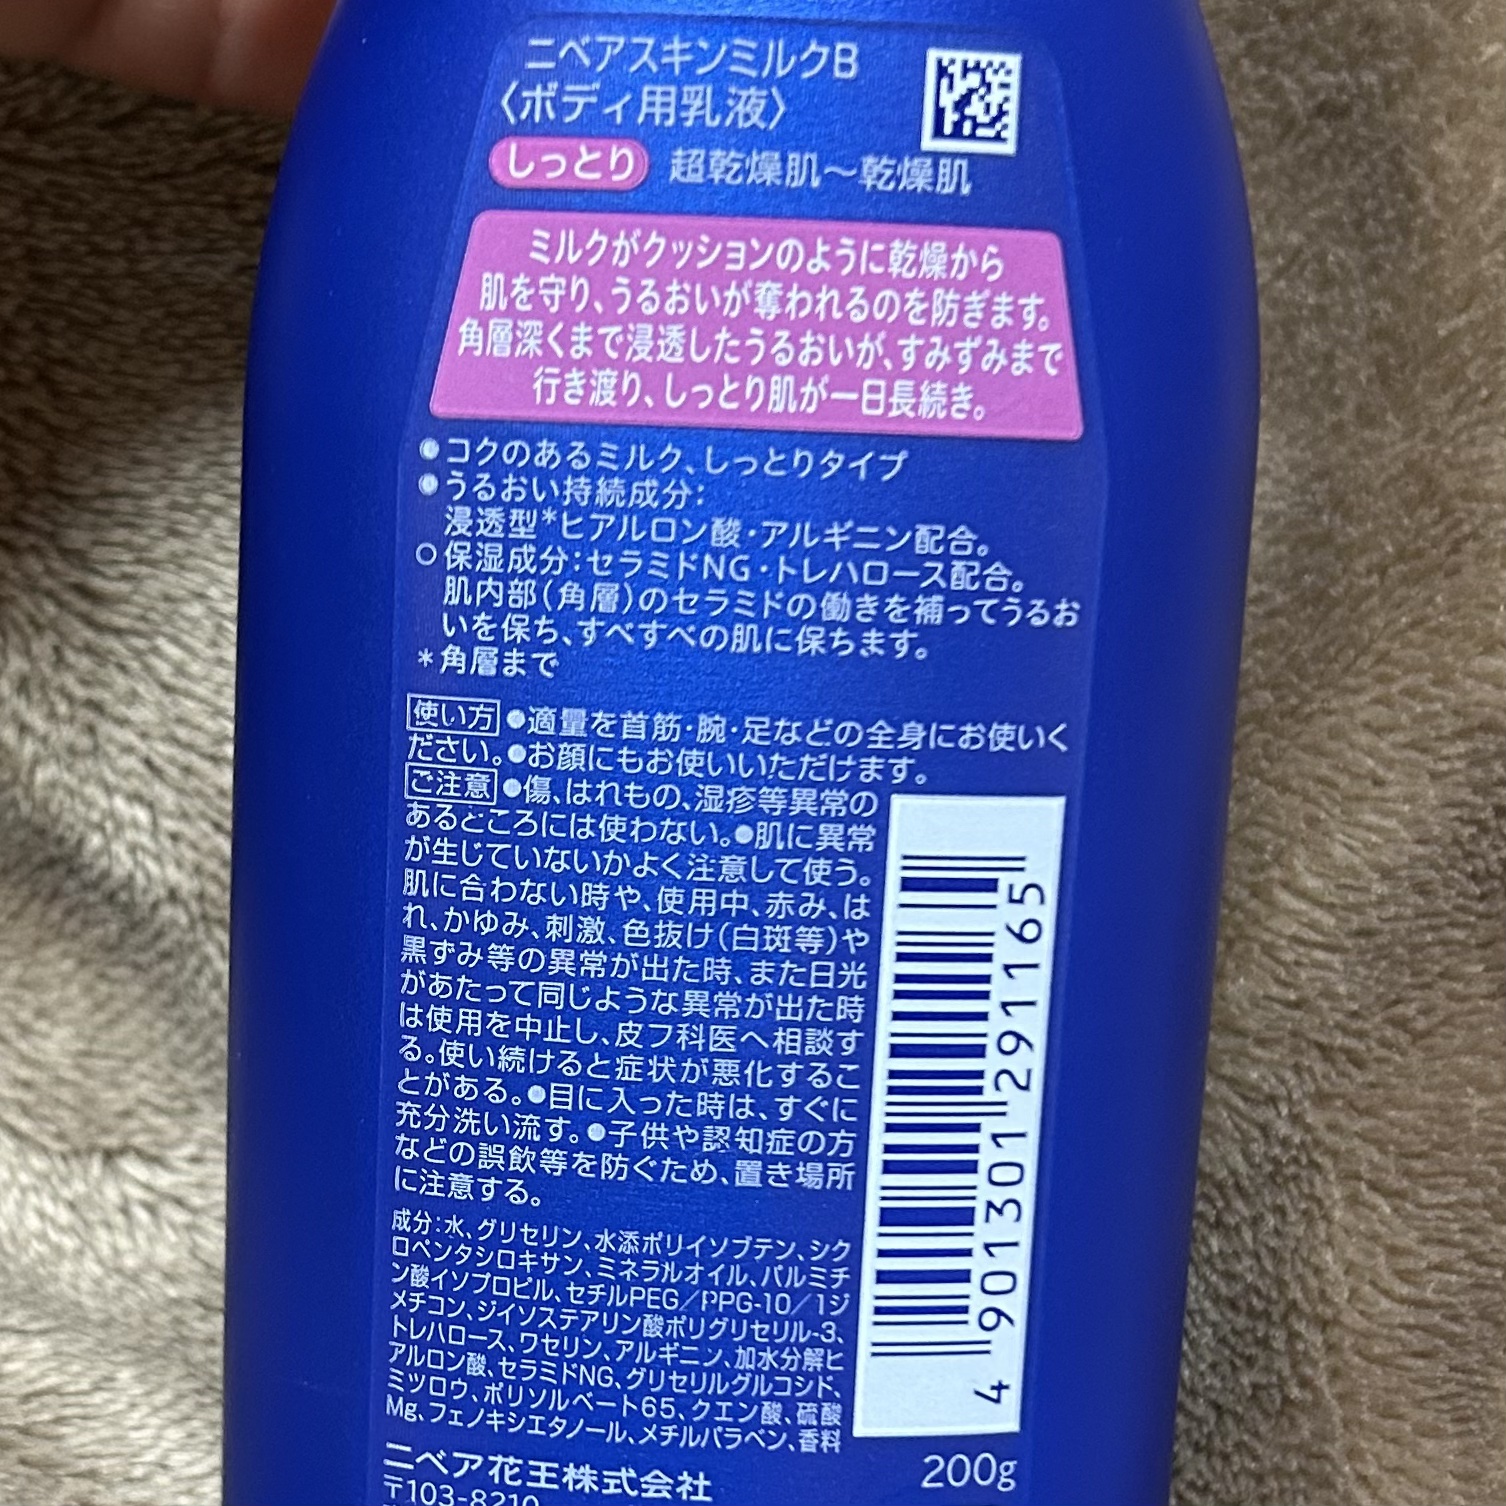 ニベアスキンミルクB
〈ボディ用乳液〉
しっとり 超乾燥肌～乾燥肌
ミルクがクッションのように乾燥から
肌を守り、うるおいが奪われるのを防ぎます。
角層深くまで浸透したうるおいが、すみずみまで
行き渡り、しっとり肌が一日長続き。
●コクのあるミルク、しっとりタイプ
●うるおい持続成分:
浸透型*ヒアルロン酸・アルギニン配合。
○保湿成分:セラミドNG・トレハロース配合。
肌内部(角層)のセラミドの働きを補ってうるお
いを保ち、すべすべの肌に保ちます。
*角層まで
使い方 ●適量を首筋・腕・足などの全身にお使いく
ださい。●お顔にもお使いいただけます。
ご注意 ●傷、はれもの、湿疹等異常の
あるところには使わない。●肌に異常
が生じていないかよく注意して使う。
肌に合わない時や、使用中、赤み、は
れ、かゆみ、刺激、色抜け(白斑等)や
黒ずみ等の異常が出た時、また日光
があたって同じような異常が出た時
は使用を中止し、皮フ科医へ相談す
る。使い続けると症状が悪化するこ
とがある。●目に入った時は、すぐに
充分洗い流す。●子供や認知症の方
などの誤飲等を防ぐため、置き場所
に注意する。
成分:水、グリセリン、水添ポリイソブテン、シク
ロペンタシロキサン、ミネラルオイル、パルミチ
ン酸イソプロピル、セチルPEG/PPG-10/1ジ
メチコン、ジイソステアリン酸ポリグリセリル-3、
トレハロース、ワセリン、アルギニン、加水分解ヒ
アルロン酸、セラミドNG、グリセリルグルコシド、
ミツロウ、ポリソルベート65、クエン酸、硫酸
Mg、フェノキシエタノール、メチルパラベン、香料
4 901301 291165
ニベア花王株式会社
200g
〒103-8210